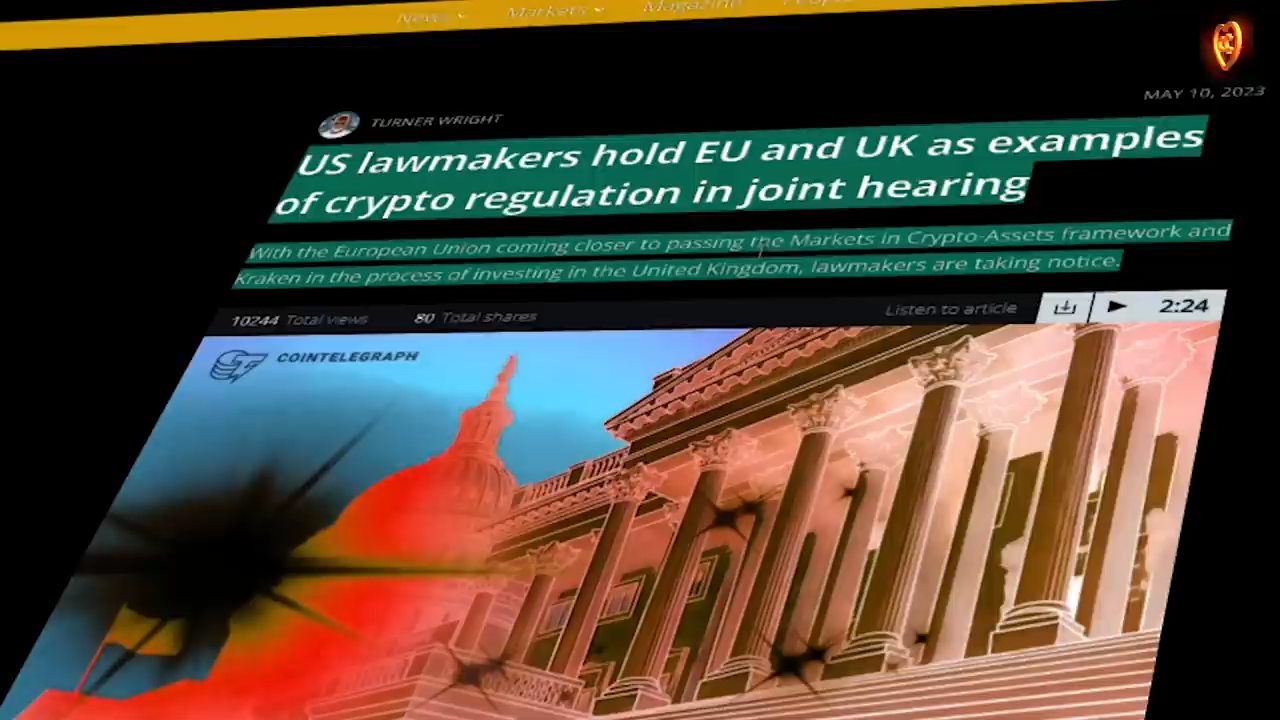 News Markets Magazine People
MAY 10, 2023
TURNER WRIGHT
US lawmakers hold EU and UK as examples
of crypto regulation in joint hearing
With the European Union coming closer to passing the Markets in Crypto-Assets framework and
Kraken in the process of investing in the United Kingdom, lawmakers are taking notice.
10244 Total views 80 Total shares Listen to article 2:24
COINTELEGRAPH